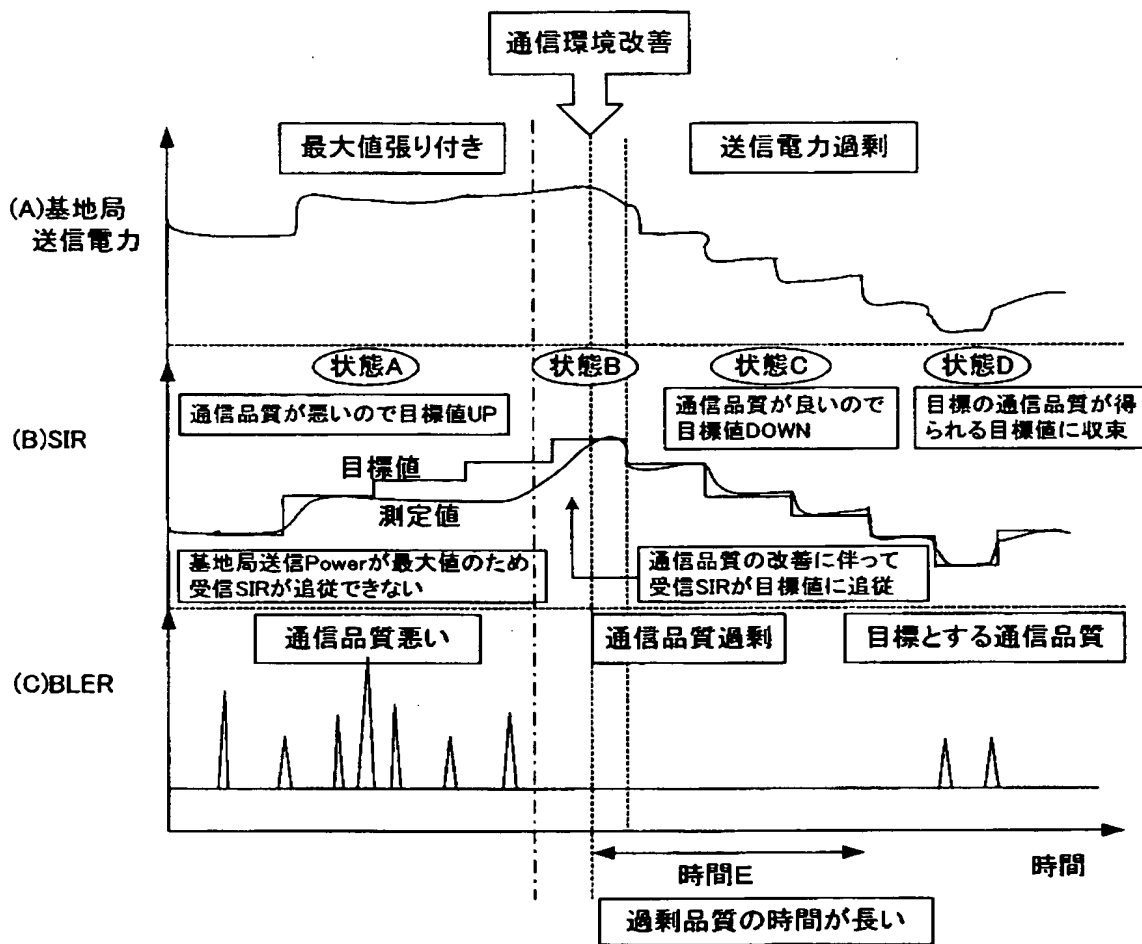 通信環境改善
最大値張り付き
送信電力過剰
(A)基地局
送信電力
状態A
状態B
状態C
状態D
通信品質が悪いので目標値UP
通信品質が良いので
目標値DOWN
目標の通信品質が得
られる目標値に収束
(B)SIR
目標値
測定値
基地局送信Powerが最大値のため
受信SIRが追従できない
通信品質の改善に伴って
受信SIRが目標値に追従
通信品質悪い
通信品質過剰
目標とする通信品質
(C)BLER
時間E
時間
過剰品質の時間が長い